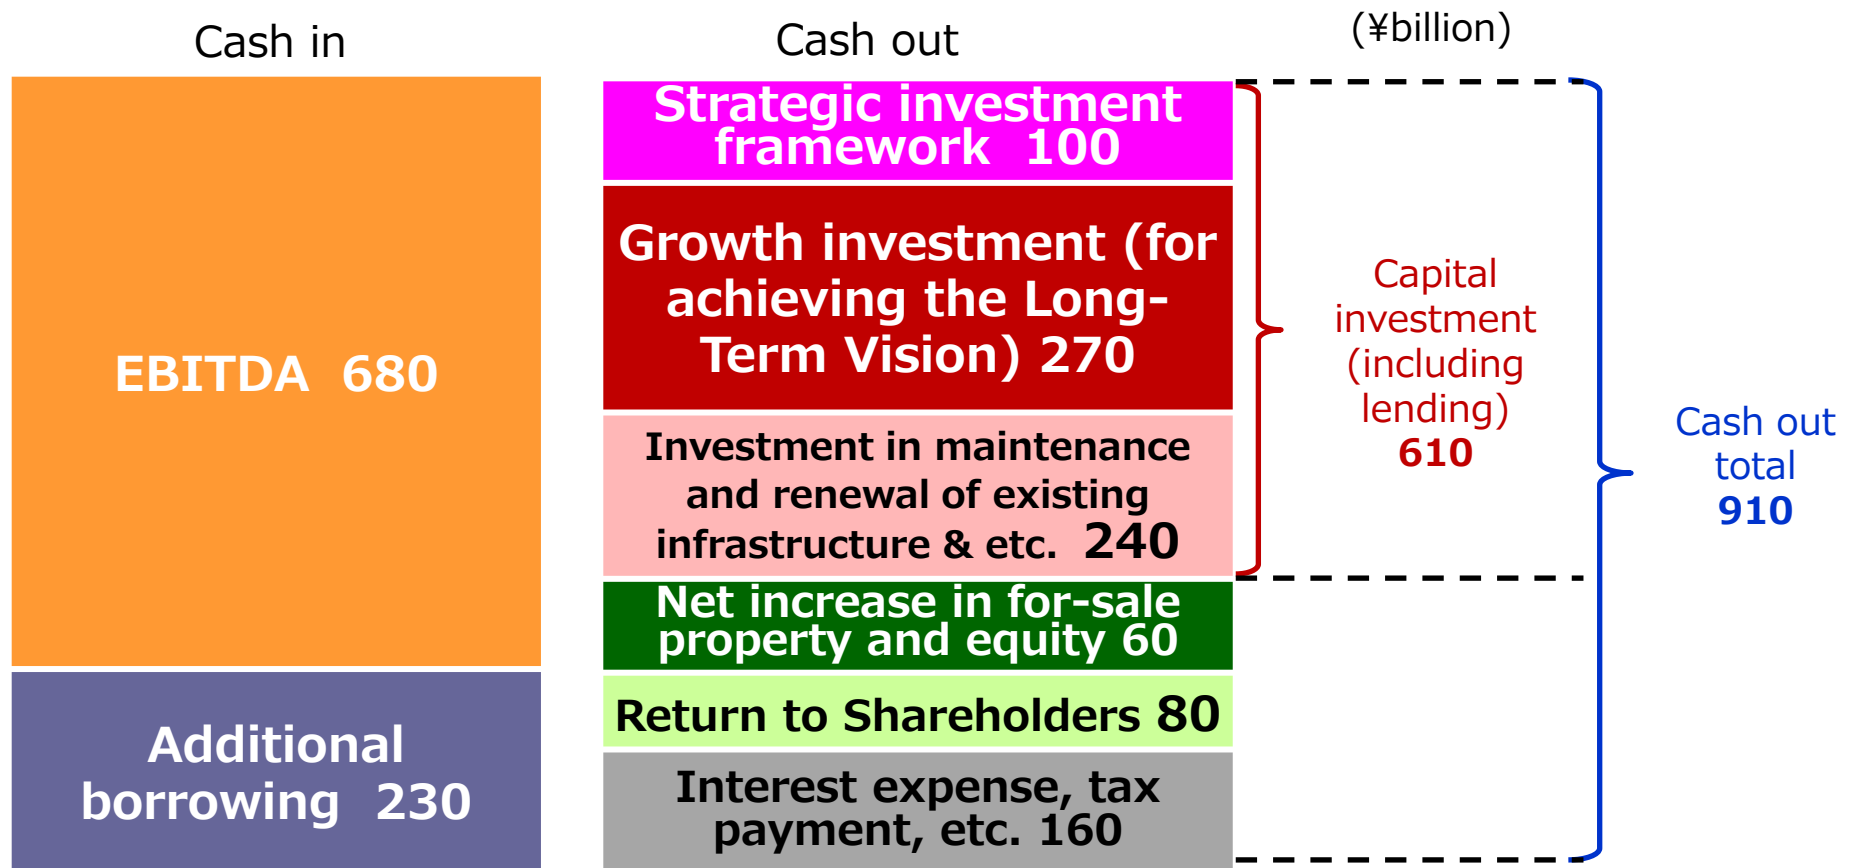 Cash in
Cash out
(¥billion)
EBITDA 680
Additional
borrowing 230
Strategic investment
framework 100
Growth investment (for
achieving the Long-
Term Vision) 270
Investment in maintenance
and renewal of existing
infrastructure & etc. 240
Net increase in for-sale
property and equity 60
Return to Shareholders 80
Interest expense, tax
payment, etc. 160
Capital
investment
(including
lending)
610
Cash out
total
910